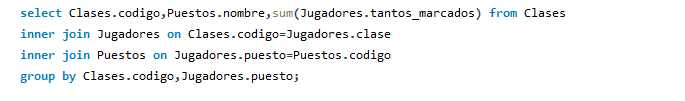 select Clases.codigo,Puestos.nombre,sum(Jugadores.tantos_marcados) from Clases
inner join Jugadores on Clases.codigo=Jugadores.clase
inner join Puestos on Jugadores.puesto=Puestos.codigo
group by Clases.codigo,Jugadores.puesto;